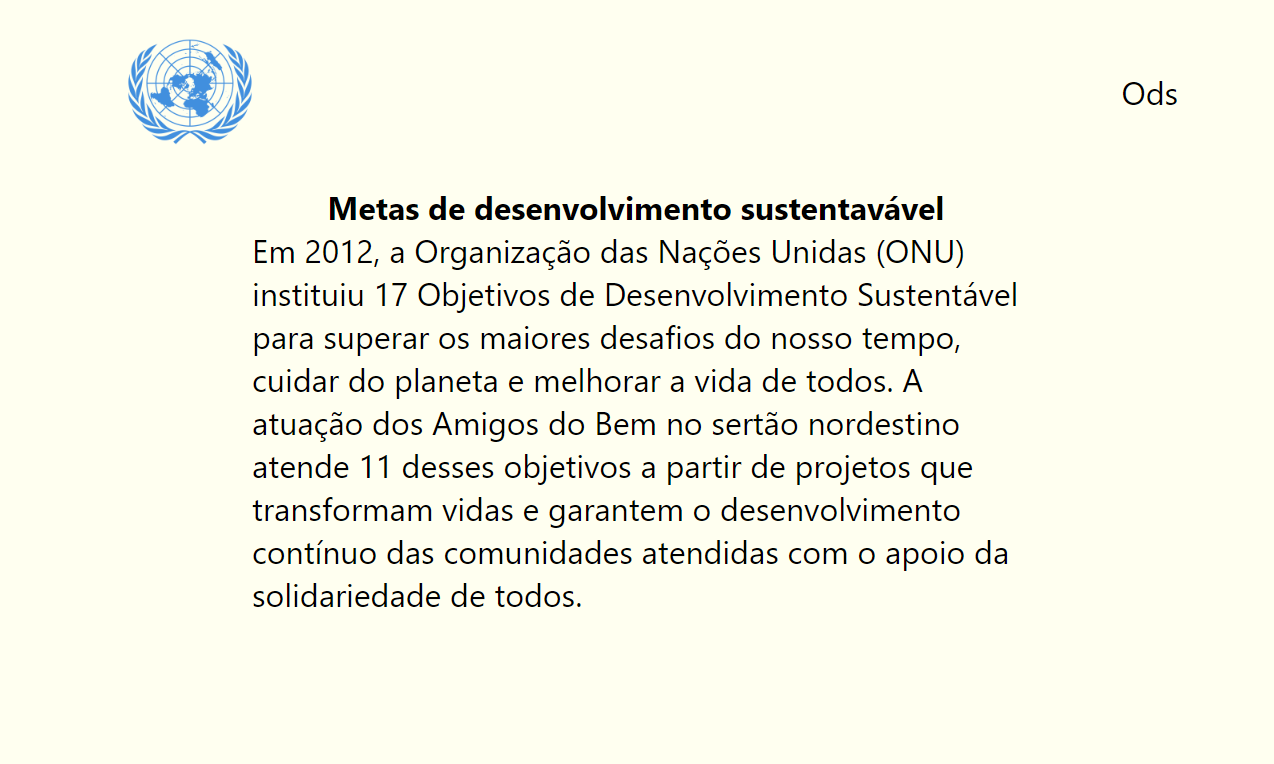 Ods
Metas de desenvolvimento sustentavável
Em 2012, a Organização das Nações Unidas (ONU)
instituiu 17 Objetivos de Desenvolvimento Sustentável
para superar os maiores desafios do nosso tempo,
cuidar do planeta e melhorar a vida de todos. A
atuação dos Amigos do Bem no sertão nordestino
atende 11 desses objetivos a partir de projetos que
transformam vidas e garantem o desenvolvimento
contínuo das comunidades atendidas com o apoio da
solidariedade de todos.